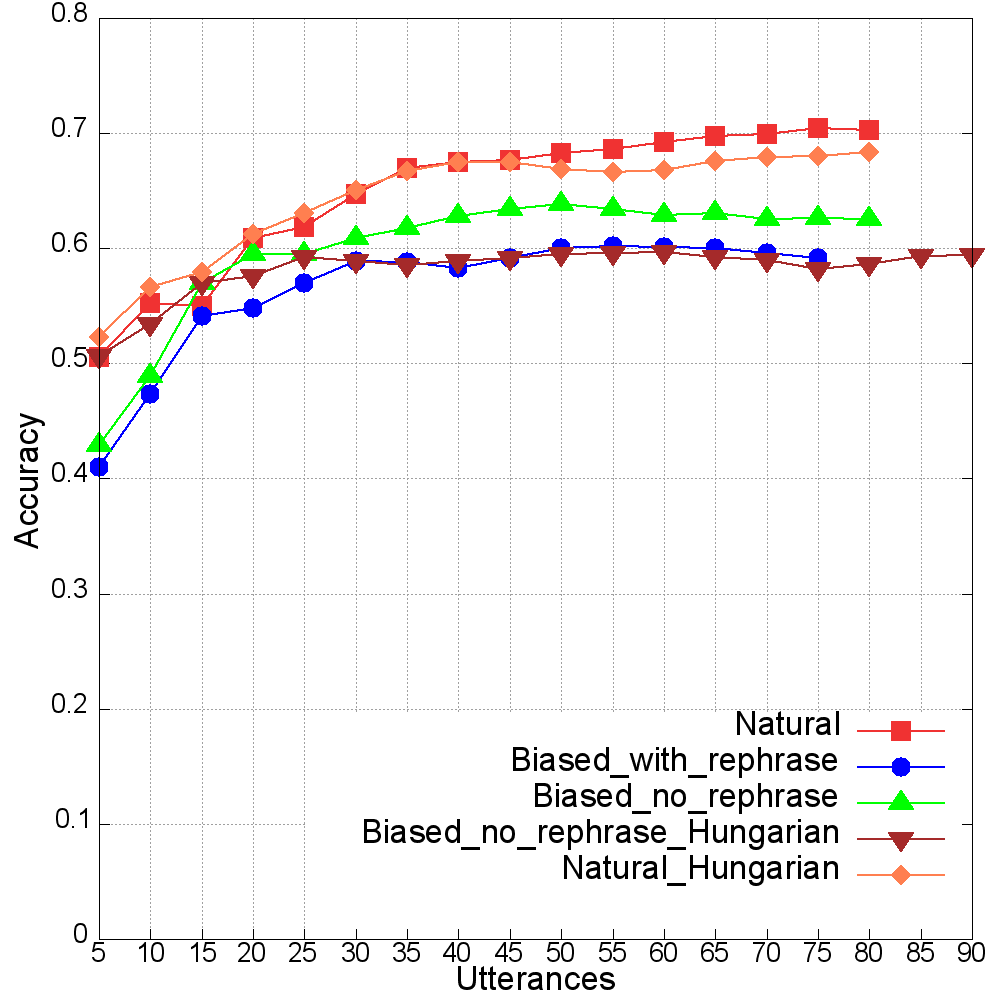 0.8
0.7
0.6
0.5
0.4
0.3
0.2
0.1
0
Accuracy
Natural
Biased_with_rephrase
Biased_no_rephrase
Biased_no_rephrase_Hungarian
Natural_Hungarian
5 10 15 20 25 30 35 40 45 50 55 60 65 70 75 80 85 90
Utterances